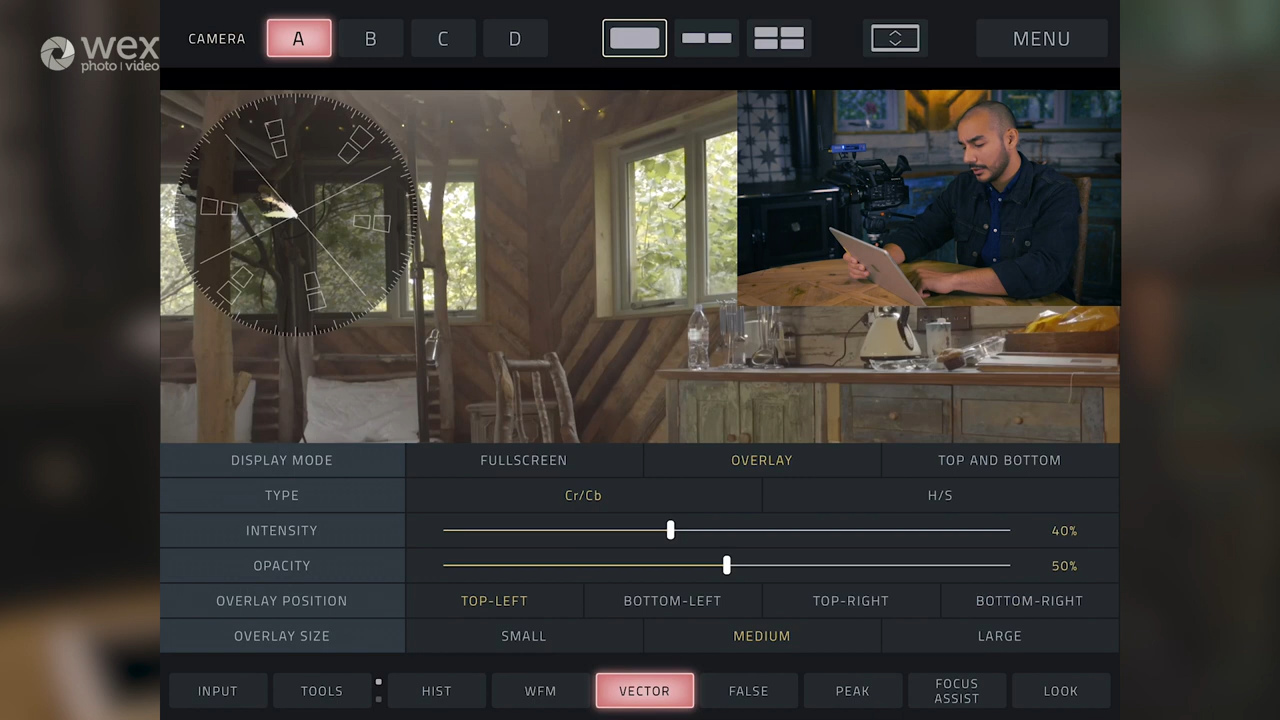 wex
photo | video
CAMERA A B C D MENU
DISPLAY MODE FULLSCREEN OVERLAY TOP AND BOTTOM
TYPE Cr/Cb H/S
INTENSITY 40%
OPACITY 50%
OVERLAY POSITION TOP-LEFT BOTTOM-LEFT TOP-RIGHT BOTTOM-RIGHT
OVERLAY SIZE SMALL MEDIUM LARGE
INPUT TOOLS HIST WFM VECTOR FALSE PEAK FOCUS ASSIST LOOK